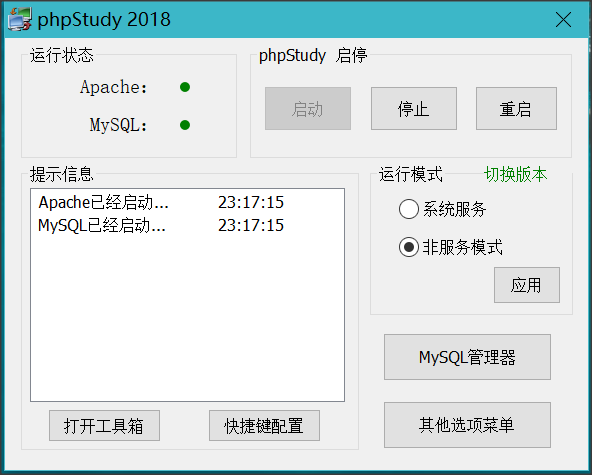 phpStudy 2018
运行状态
Apache:
MySQL:
phpStudy 启停
启动
停止
重启
提示信息
Apache已经启动... 23:17:15
MySQL已经启动... 23:17:15
打开工具箱
快捷键配置
运行模式
切换版本
系统服务
非服务模式
应用
MySQL管理器
其他选项菜单